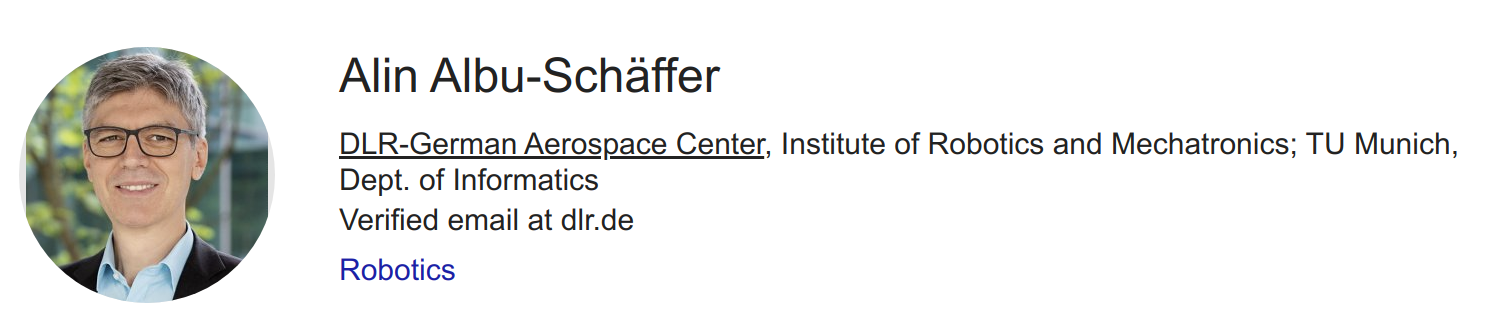 Alin Albu-Schäffer
DLR-German Aerospace Center, Institute of Robotics and Mechatronics; TU Munich,
Dept. of Informatics
Verified email at dlr.de
Robotics